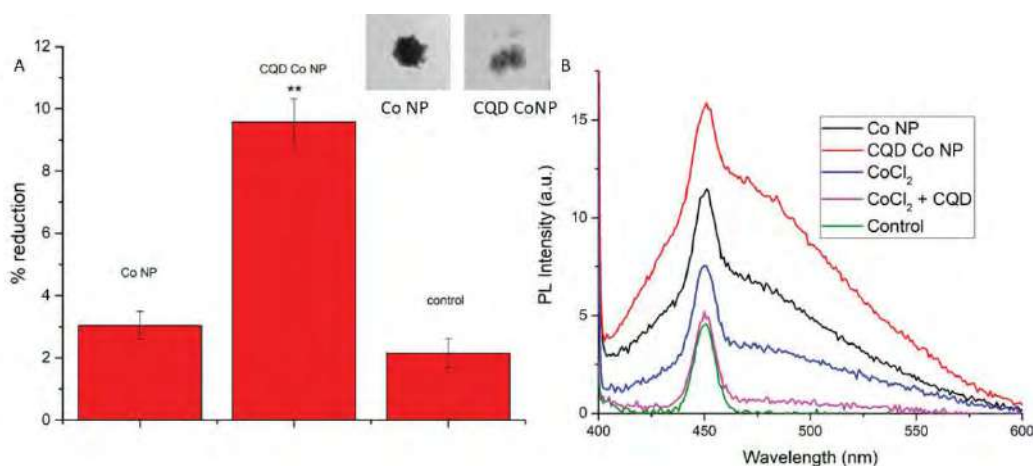 A
% reduction
12
10
8
6
4
2
0
Co NP
CQD Co NP
**
control
Co NP
CQD CoNP
B
PL Intensity (a.u.)
15
10
5
0
Co NP
CQD Co NP
CoCl₂
CoCl₂ + CQD
Control
400
450
500
550
600
Wavelength (nm)